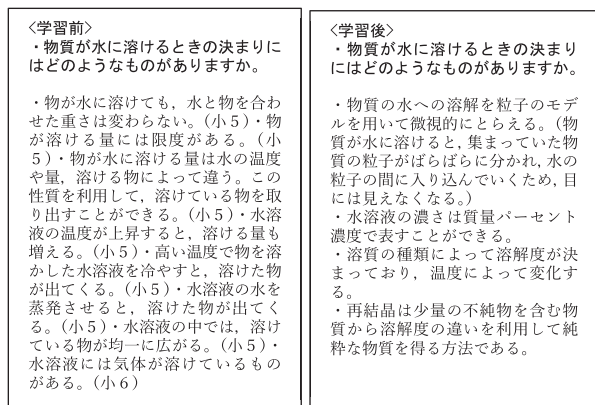 〈学習前〉
・物質が水に溶けるときの決まりに
はどのようなものがありますか。
・物が水に溶けても，水と物を合わ
せた重さは変わらない。（小５）・物
が溶ける量には限度がある。（小
５）・物が水に溶ける量は水の温度
や量，溶ける物によって違う。この
性質を利用して，溶けている物を取
り出すことができる。（小５）・水溶
液の温度が上昇すると，溶ける量も
増える。（小５）・高い温度で物を溶
かした水溶液を冷やすと，溶けた物
が出てくる。（小５）・水溶液の水を
蒸発させると，溶けた物が出てく
る。（小５）・水溶液の中では，溶け
ている物が均一に広がる。（小５）・
水溶液には気体が溶けているもの
がある。（小６）
〈学習後〉
・物質が水に溶けるときの決まり
にはどのようなものがありますか。
・物質の水への溶解を粒子のモデ
ルを用いて微視的にとらえる。（物
質が水に溶けると，集まっていた物
質の粒子がばらばらに分かれ，水の
粒子の間に入り込んでいくため，目
には見えなくなる。）
・水溶液の濃さは質量パーセント
濃度で表すことができる。
・溶質の種類によって溶解度が決
まっており，温度によって変化す
る。
・再結晶は少量の不純物を含む物
質から溶解度の違いを利用して純
粋な物質を得る方法である。